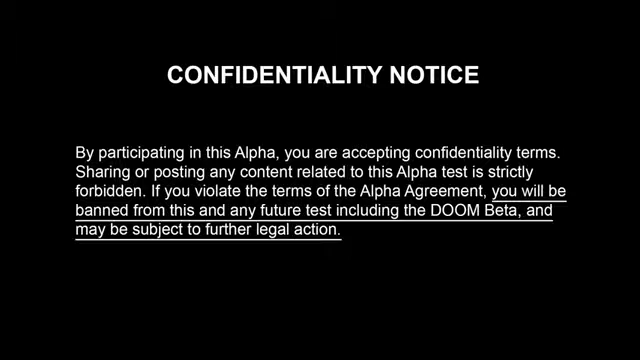 CONFIDENTIALITY NOTICE
By participating in this Alpha, you are accepting confidentiality terms.
Sharing or posting any content related to this Alpha test is strictly
forbidden. If you violate the terms of the Alpha Agreement, you will be
banned from this and any future test including the DOOM Beta, and
may be subject to further legal action.